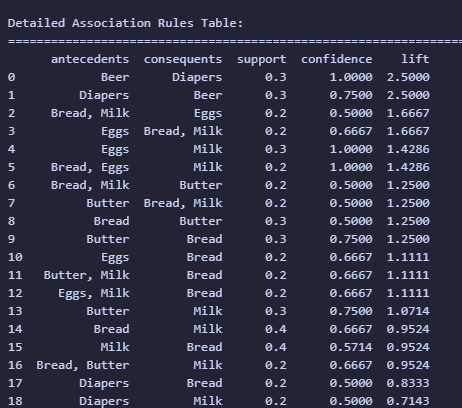 Detailed Association Rules Table:
================================================================
antecedents consequents support confidence lift
0 Beer Diapers 0.3 1.0000 2.5000
1 Diapers Beer 0.3 0.7500 2.5000
2 Bread, Milk Eggs 0.2 0.5000 1.6667
3 Eggs Bread, Milk 0.2 0.6667 1.6667
4 Eggs Milk 0.3 1.0000 1.4286
5 Bread, Eggs Milk 0.2 1.0000 1.4286
6 Bread, Milk Butter 0.2 0.5000 1.2500
7 Butter Bread, Milk 0.2 0.5000 1.2500
8 Bread Butter 0.3 0.5000 1.2500
9 Butter Bread 0.3 0.7500 1.2500
10 Eggs Bread 0.2 0.6667 1.1111
11 Butter, Milk Bread 0.2 0.6667 1.1111
12 Eggs, Milk Bread 0.2 0.6667 1.1111
13 Butter Milk 0.3 0.7500 1.0714
14 Bread Milk 0.4 0.6667 0.9524
15 Milk Bread 0.4 0.5714 0.9524
16 Bread, Butter Milk 0.2 0.6667 0.9524
17 Diapers Bread 0.2 0.5000 0.8333
18 Diapers Milk 0.2 0.5000 0.7143